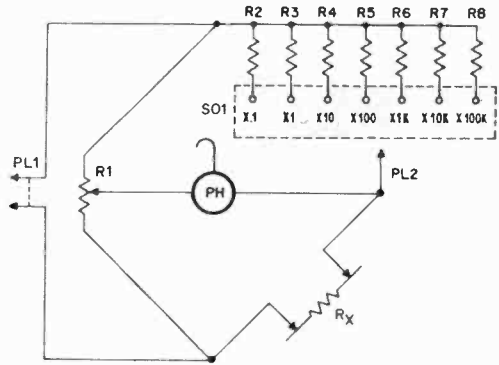 R2 R3 R4 R5 R6 R7 R8
SO1
X.1 X1 X10 X100 X1K X10K X100K
PL1
R1
PH
PL2
RX